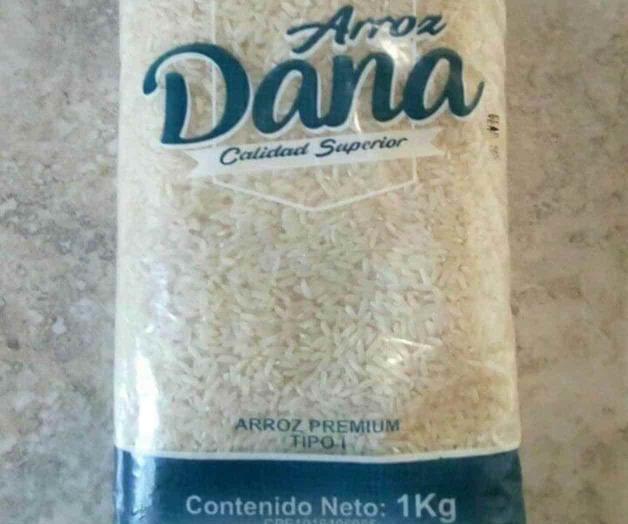 Arroz
Dana
Calidad Superior
ARROZ PREMIUM
TIPO I
Contenido Neto: 1Kg